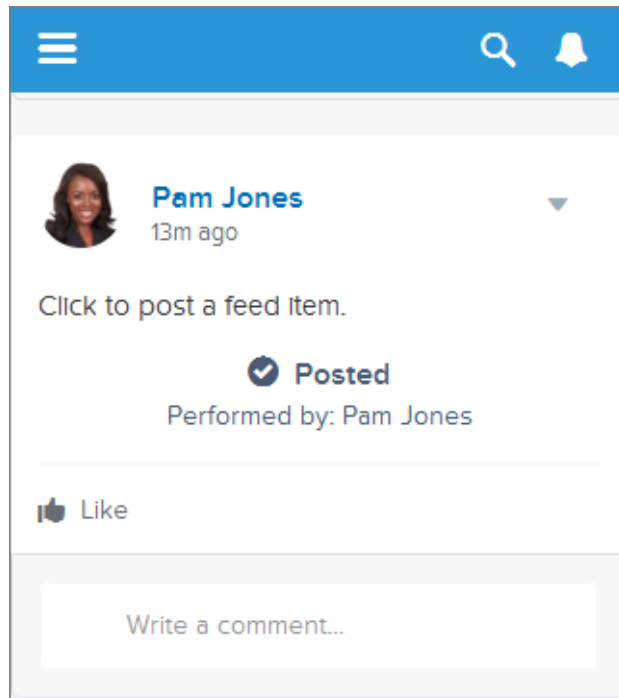 Pam Jones
13m ago
Click to post a feed item.
Posted
Performed by: Pam Jones
Like
Write a comment...